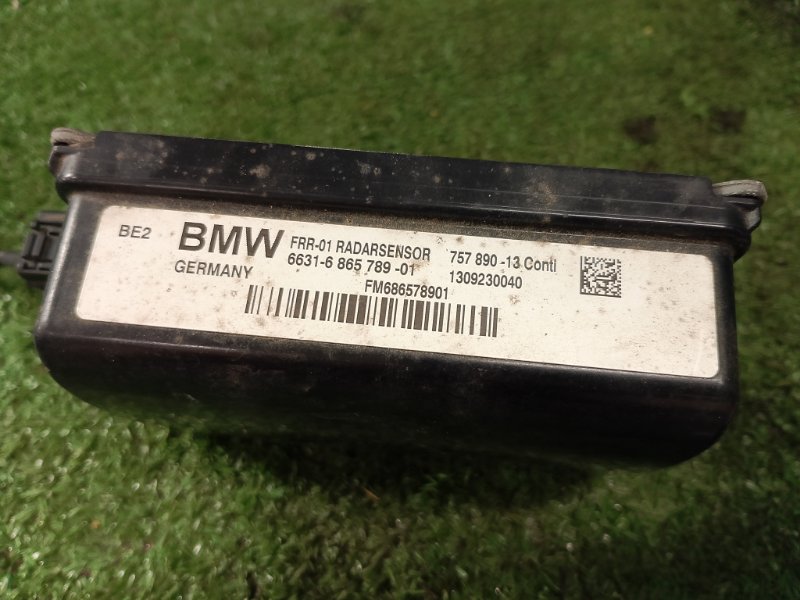 BE2 BMW FRR-01 RADARSENSOR 757 890 -13 Conti
6631-6 865 789 -01 1309230040
GERMANY
FM686578901